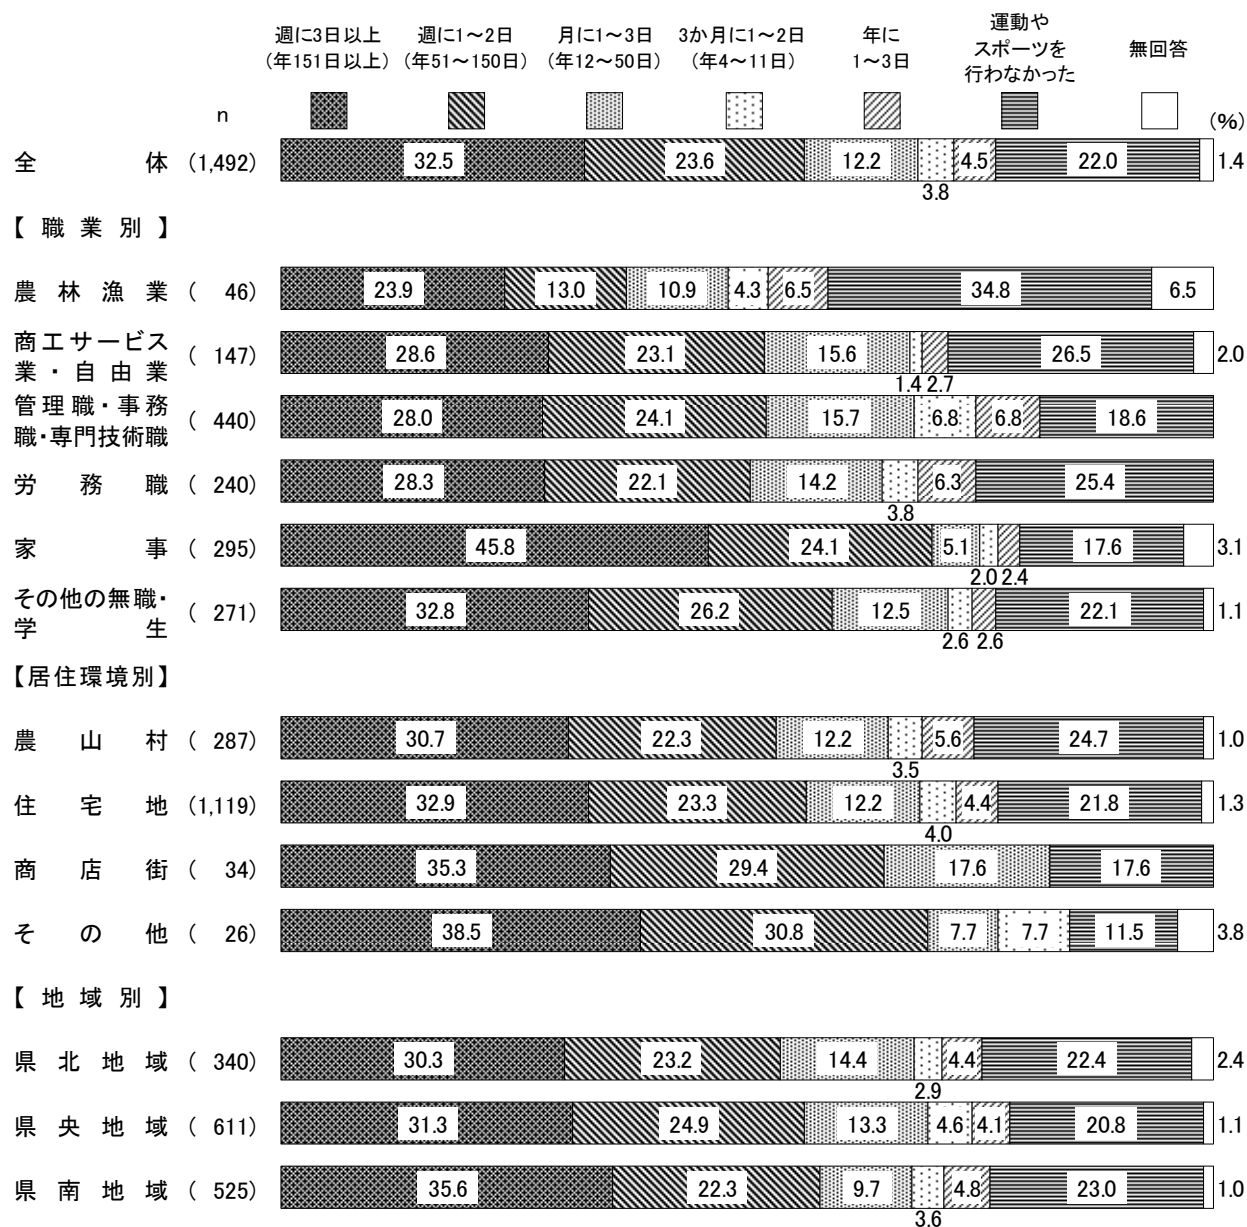 週に3日以上
(年151日以上)
週に1～2日
(年51～150日)
月に1～3日
(年12～50日)
3か月に1～2日
(年4～11日)
年に
1～3日
運動や
スポーツを
行わなかった
無回答
n
(%)
全体 (1,492) 32.5 23.6 12.2 3.8 4.5 22.0 1.4
【職業別】
農林漁業 (46) 23.9 13.0 10.9 4.3 6.5 34.8 6.5
商工サービス
業・自由業 (147) 28.6 23.1 15.6 1.4 2.7 26.5 2.0
管理職・事務
職・専門技術職 (440) 28.0 24.1 15.7 6.8 6.8 18.6
労務職 (240) 28.3 22.1 14.2 3.8 6.3 25.4
家事 (295) 45.8 24.1 5.1 2.0 2.4 17.6 3.1
その他の無職・
学生 (271) 32.8 26.2 12.5 2.6 2.6 22.1 1.1
【居住環境別】
農山村 (287) 30.7 22.3 12.2 3.5 5.6 24.7 1.0
住宅地 (1,119) 32.9 23.3 12.2 4.0 4.4 21.8 1.3
商店街 (34) 35.3 29.4 17.6 17.6
その他 (26) 38.5 30.8 7.7 7.7 11.5 3.8
【地域別】
県北地域 (340) 30.3 23.2 14.4 2.9 4.4 22.4 2.4
県央地域 (611) 31.3 24.9 13.3 4.6 4.1 20.8 1.1
県南地域 (525) 35.6 22.3 9.7 3.6 4.8 23.0 1.0